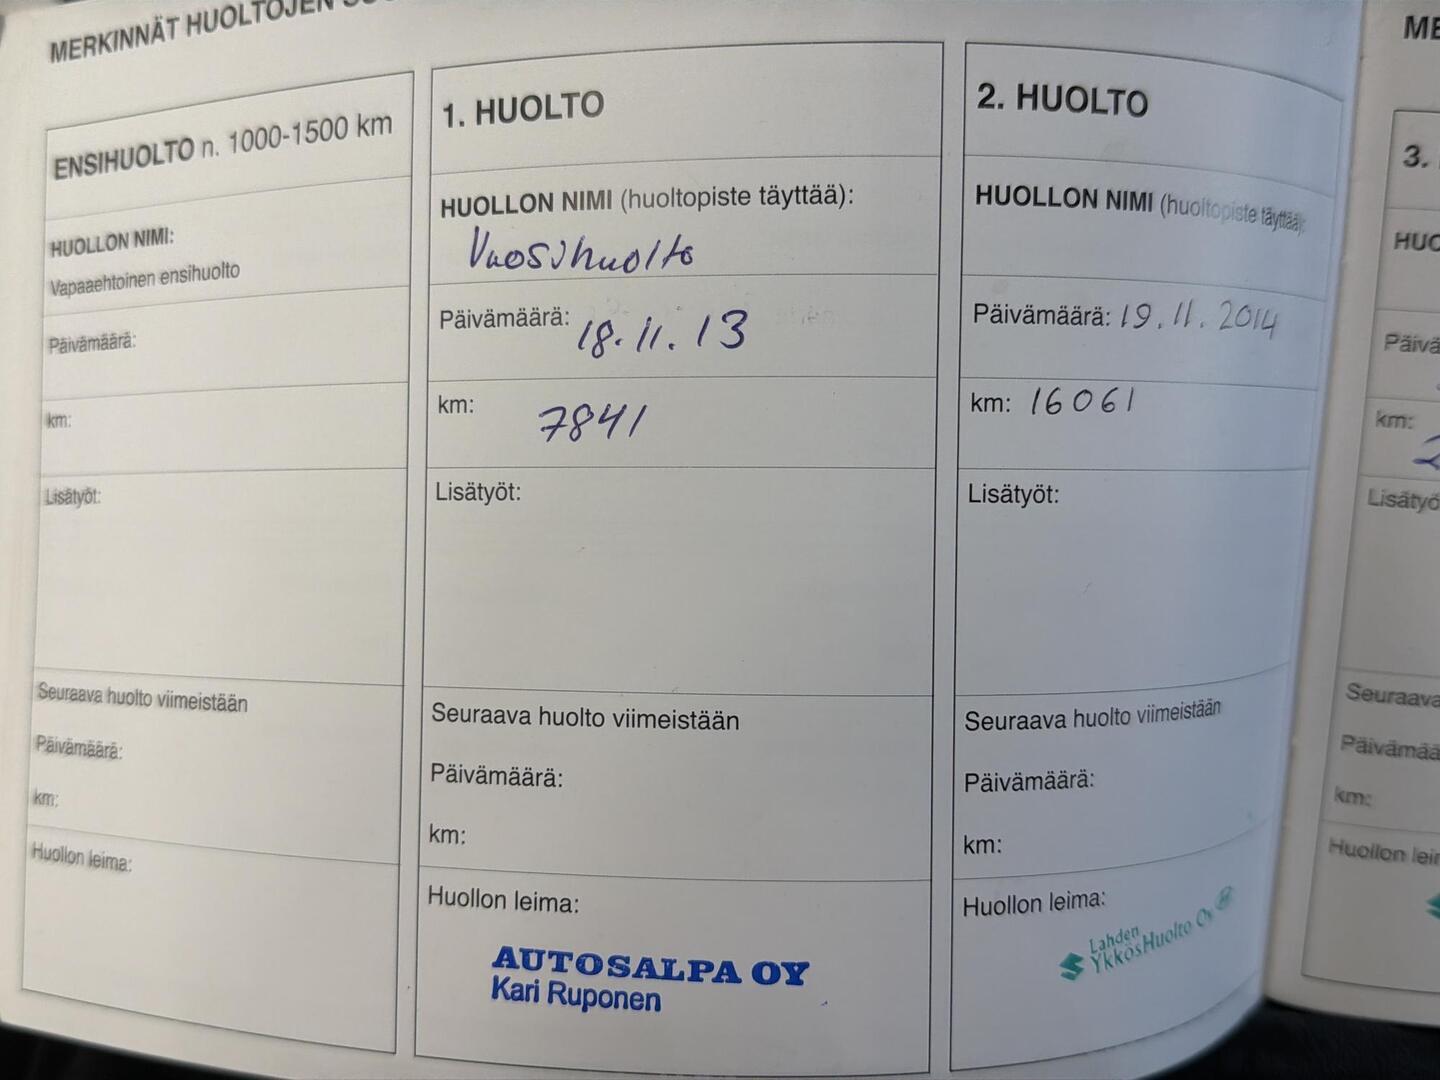 MERKINNÄT HUOLTOJEN
ENSIHUOLTO n. 1000-1500 km
HUOLLON NIMI:
Vapaaehtoinen ensihuolto
Päivämäärä:
km:
Lisätyöt:
Seuraava huolto viimeistään
Päivämäärä:
km:
Huollon leima:
1. HUOLTO
HUOLLON NIMI (huoltopiste täyttää):
Vuosihuolto
Päivämäärä: 18.11.13
km: 7841
Lisätyöt:
Seuraava huolto viimeistään
Päivämäärä:
km:
Huollon leima:
AUTOSALPA OY
Kari Ruponen
2. HUOLTO
HUOLLON NIMI (huoltopiste täyttää):
Päivämäärä: 19.11.2014
km: 16061
Lisätyöt:
Seuraava huolto viimeistään
Päivämäärä:
km:
Huollon leima:
Lahden
YkkösHuolto Oy
ME
3.
HUO
Päivä
km: 2
Lisätyö
Seuraava
Päivämää
km:
Huollon lei